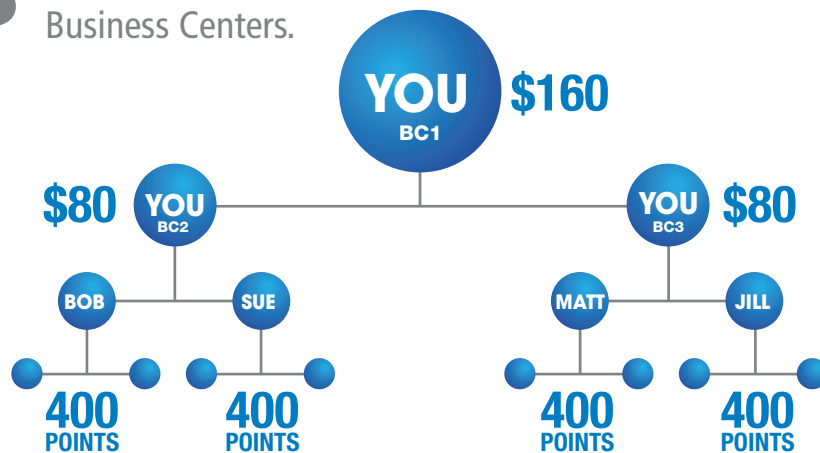 Business Centers.
YOU
BC1
$160
$80
YOU
BC2
YOU
BC3
$80
BOB
SUE
MATT
JILL
400
POINTS
400
POINTS
400
POINTS
400
POINTS